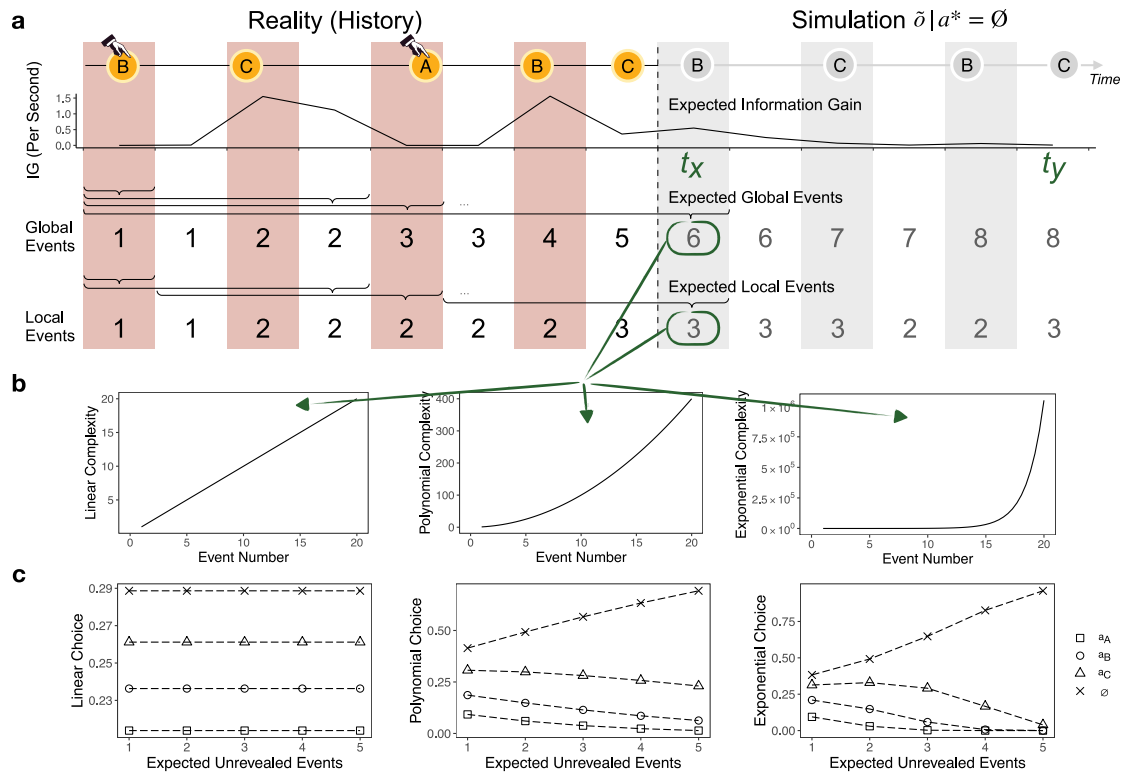 a
Reality (History)
Simulation õ | a* = Ø
B C A B C B C B C
Time
IG (Per Second)
1.5
1.0
0.5
0.0
Expected Information Gain
tx ty
Expected Global Events
...
Global Events
1 1 2 2 3 3 4 5 6 6 7 7 8 8
Expected Local Events
...
Local Events
1 1 2 2 2 2 2 3 3 3 3 2 2 3
b
Linear Complexity
20
15
10
5
0 5 10 15 20
Event Number
Polynomial Complexity
400
300
200
100
0
0 5 10 15 20
Event Number
Exponential Complexity
1 × 10⁶
7.5 × 10⁵
5 × 10⁵
2.5 × 10⁵
0 × 10⁰
0 5 10 15 20
Event Number
c
Linear Choice
0.29
0.27
0.25
0.23
1 2 3 4 5
Expected Unrevealed Events
Polynomial Choice
0.50
0.25
0.00
1 2 3 4 5
Expected Unrevealed Events
Exponential Choice
0.75
0.50
0.25
0.00
1 2 3 4 5
Expected Unrevealed Events
aA
aB
aC
ø